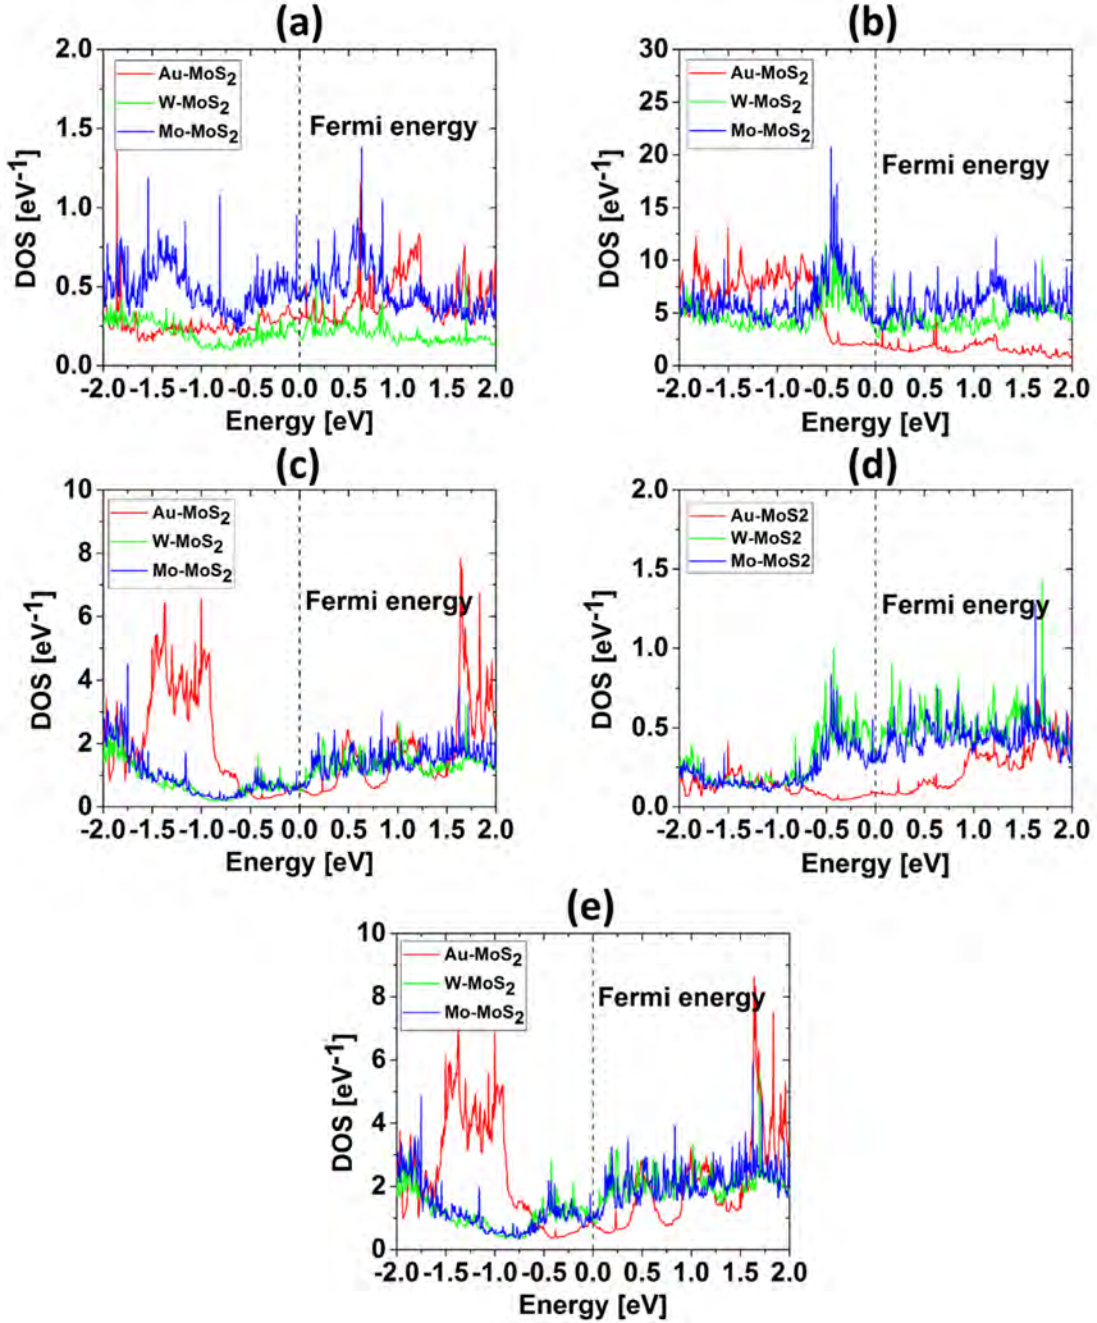 (a)
2.0
1.5
1.0
0.5
0.0
DOS [eV-1]
Au-MoS2
W-MoS2
Mo-MoS2
Fermi energy
-2.0 -1.5 -1.0 -0.5 0.0 0.5 1.0 1.5 2.0
Energy [eV]
(b)
30
25
20
15
10
5
0
DOS [eV-1]
Au-MoS2
W-MoS2
Mo-MoS2
Fermi energy
-2.0 -1.5 -1.0 -0.5 0.0 0.5 1.0 1.5 2.0
Energy [eV]
(c)
10
8
6
4
2
0
DOS [eV-1]
Au-MoS2
W-MoS2
Mo-MoS2
Fermi energy
-2.0 -1.5 -1.0 -0.5 0.0 0.5 1.0 1.5 2.0
Energy [eV]
(d)
2.0
1.5
1.0
0.5
0.0
DOS [eV-1]
Au-MoS2
W-MoS2
Mo-MoS2
Fermi energy
-2.0 -1.5 -1.0 -0.5 0.0 0.5 1.0 1.5 2.0
Energy [eV]
(e)
10
8
6
4
2
0
DOS [eV-1]
Au-MoS2
W-MoS2
Mo-MoS2
Fermi energy
-2.0 -1.5 -1.0 -0.5 0.0 0.5 1.0 1.5 2.0
Energy [eV]